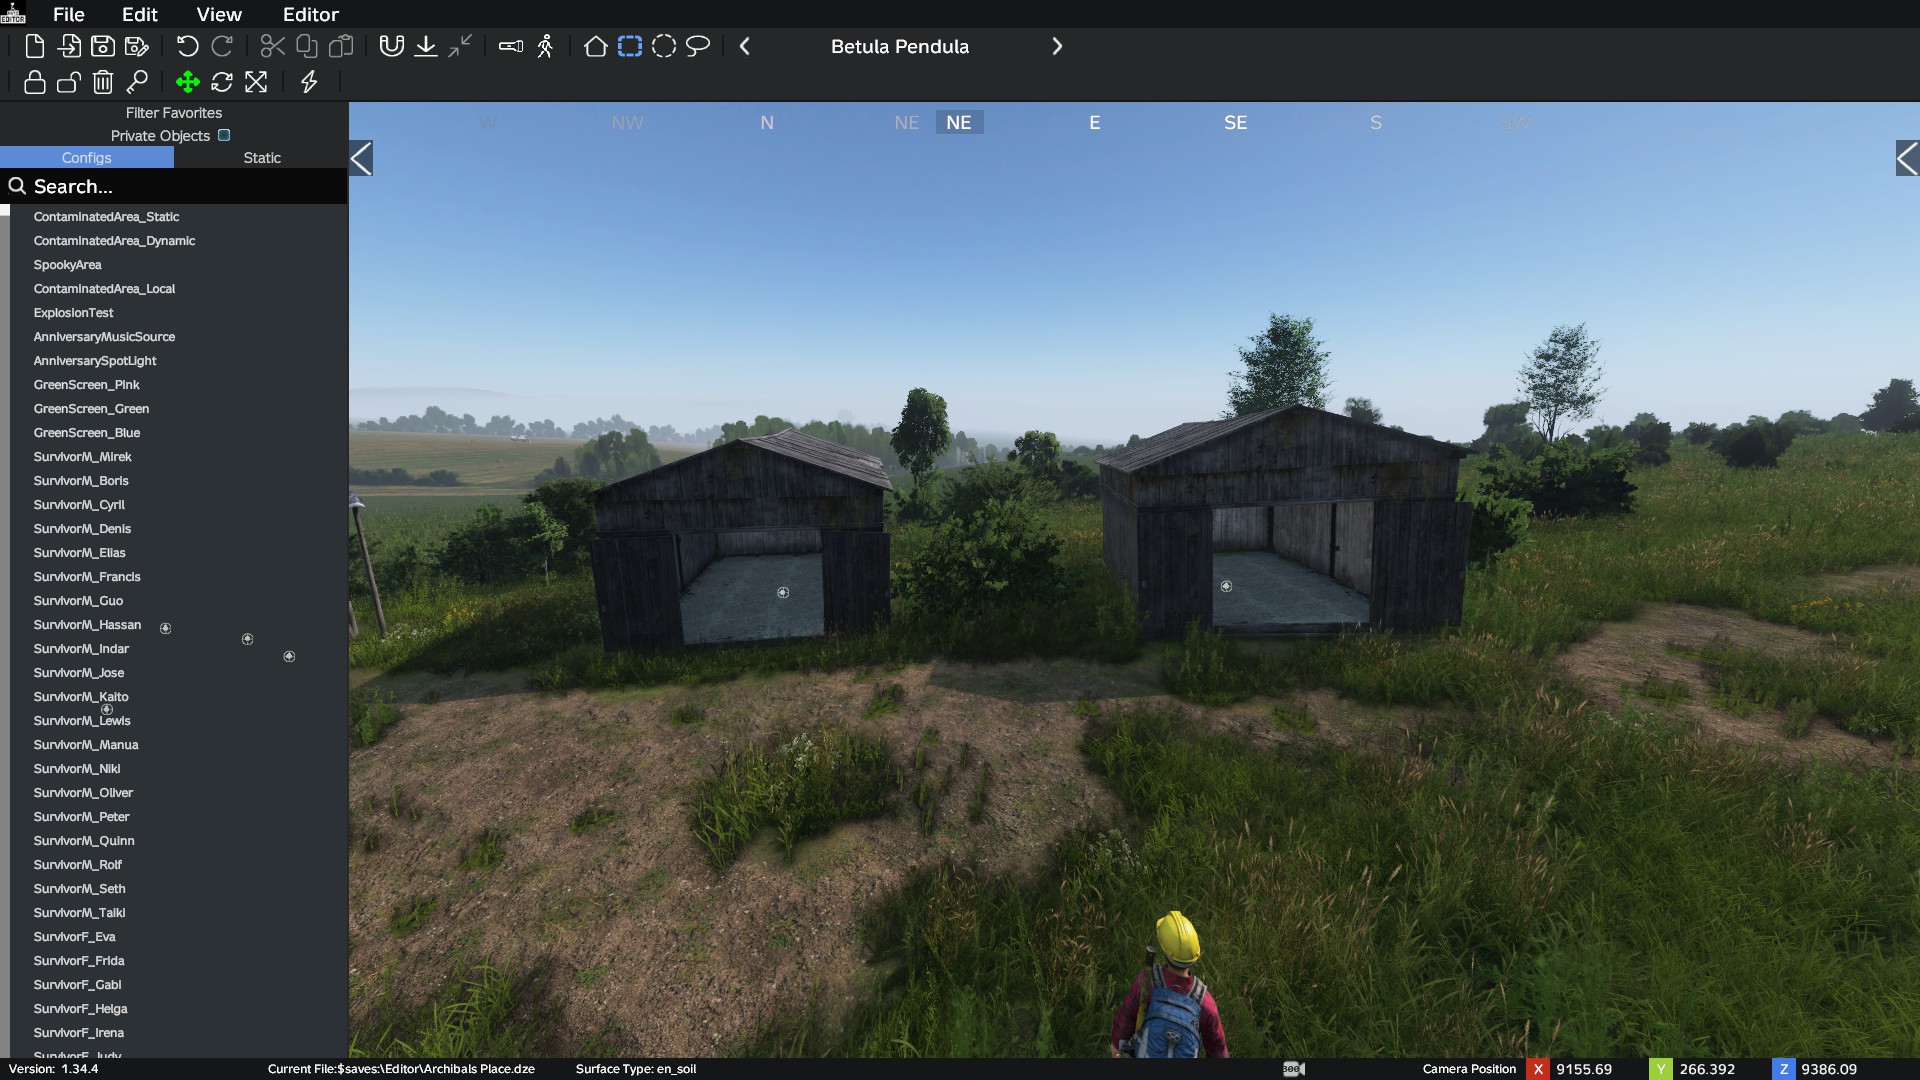 File Edit View Editor
Betula Pendula
Filter Favorites
Private Objects
Configs Static
Search...
W NW N NE NE E SE S SW
ContaminatedArea_Static
ContaminatedArea_Dynamic
SpookyArea
ContaminatedArea_Local
ExplosionTest
AnniversaryMusicSource
AnniversarySpotLight
GreenScreen_Pink
GreenScreen_Green
GreenScreen_Blue
SurvivorM_Mirek
SurvivorM_Boris
SurvivorM_Cyril
SurvivorM_Denis
SurvivorM_Elias
SurvivorM_Francis
SurvivorM_Guo
SurvivorM_Hassan
SurvivorM_Indar
SurvivorM_Jose
SurvivorM_Kaito
SurvivorM_Lewis
SurvivorM_Manua
SurvivorM_Niki
SurvivorM_Oliver
SurvivorM_Peter
SurvivorM_Quinn
SurvivorM_Rolf
SurvivorM_Seth
SurvivorM_Taiki
SurvivorF_Eva
SurvivorF_Frida
SurvivorF_Gabi
SurvivorF_Helga
SurvivorF_Irena
SurvivorF_Judy
Version: 1.34.4 Current File:$saves:\Editor\Archibals Place.dze Surface Type: en_soil Camera Position X 9155.69 Y 266.392 Z 9386.09